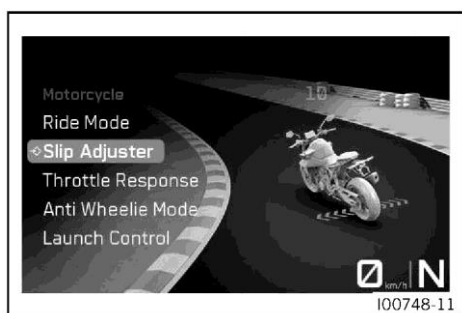 Motorcycle
10
Ride Mode
Slip Adjuster
Throttle Response
Anti Wheelie Mode
Launch Control
0 km/h N
I00748-11